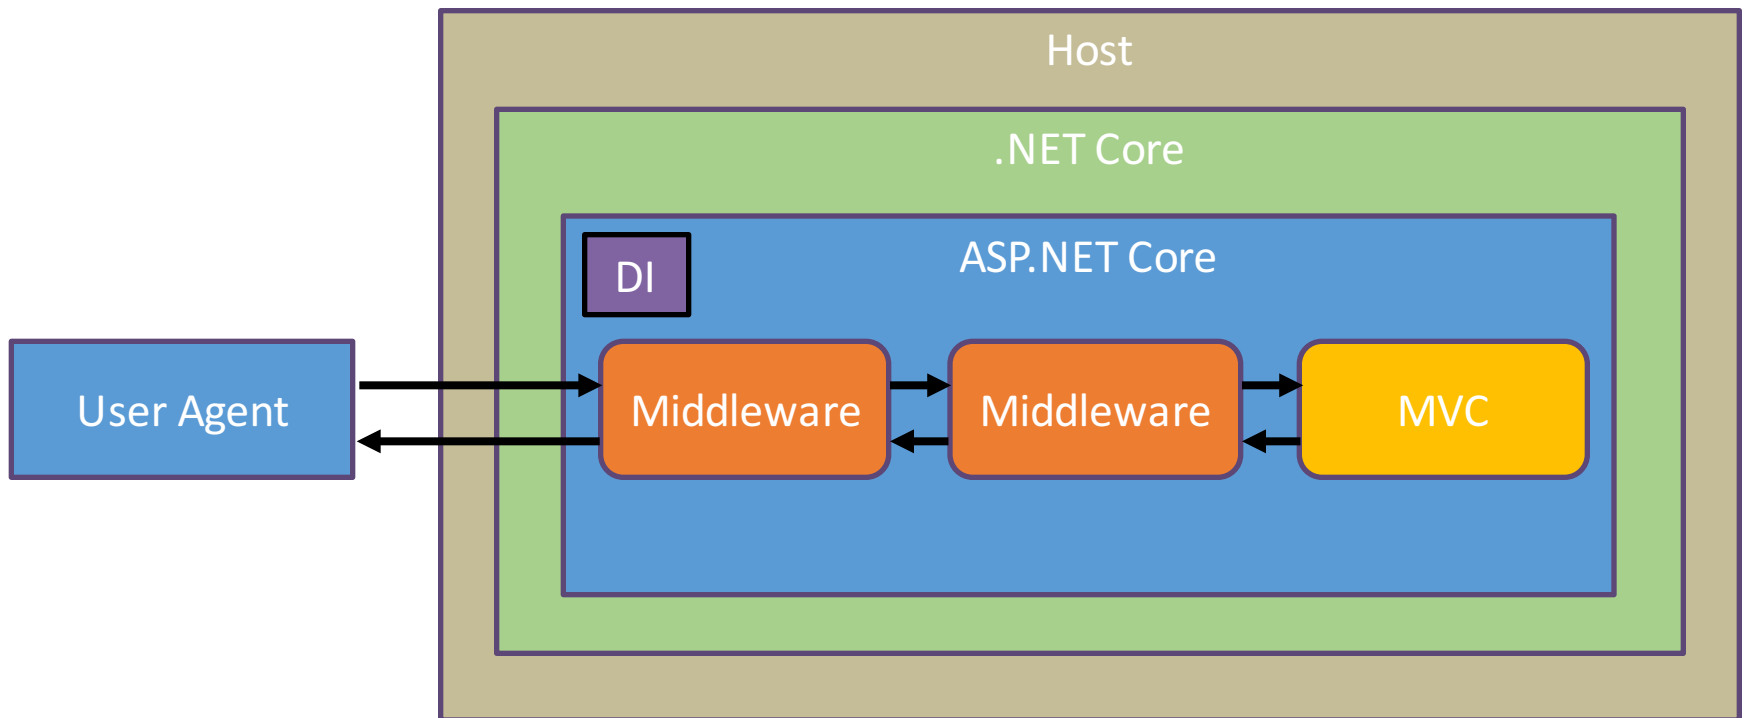 Host
.NET Core
ASP.NET Core
DI
User Agent
Middleware
Middleware
MVC